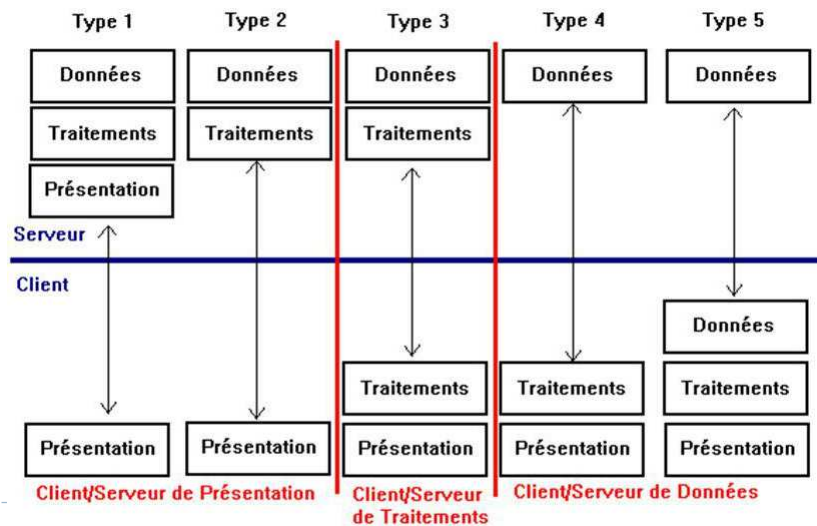 Type 1 Type 2 Type 3 Type 4 Type 5
Données Données Données Données Données
Traitements Traitements Traitements
Présentation
Serveur
Client
Données
Traitements Traitements Traitements
Présentation Présentation Présentation Présentation Présentation
Client/Serveur de Présentation
Client/Serveur
de Traitements
Client/Serveur de Données